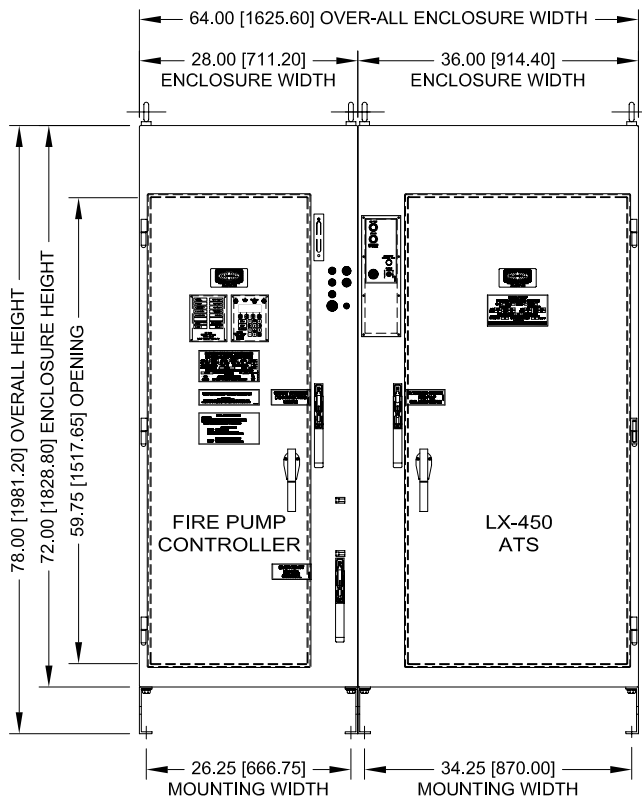 64.00 [1625.60] OVER-ALL ENCLOSURE WIDTH
28.00 [711.20]
ENCLOSURE WIDTH
36.00 [914.40]
ENCLOSURE WIDTH
78.00 [1981.20] OVERALL HEIGHT
72.00 [1828.80] ENCLOSURE HEIGHT
59.75 [1517.65] OPENING
FIRE PUMP
CONTROLLER
LX-450
ATS
26.25 [666.75]
MOUNTING WIDTH
34.25 [870.00]
MOUNTING WIDTH